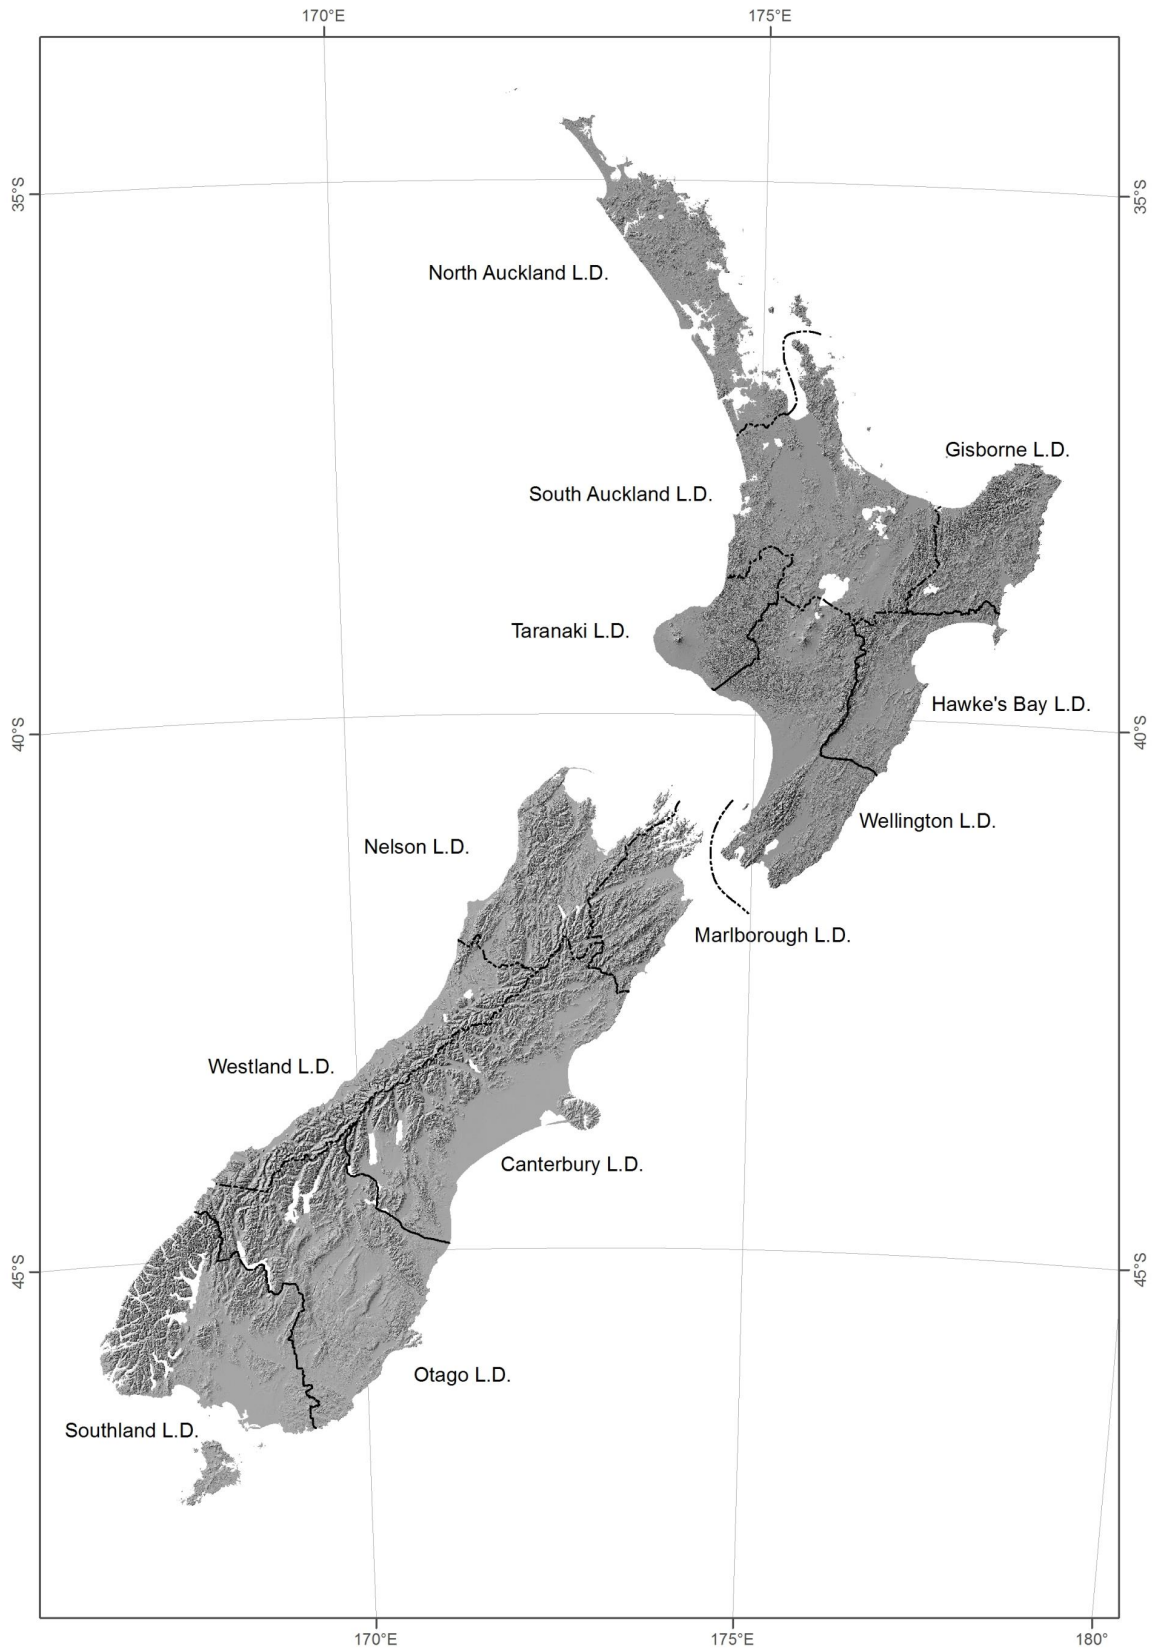 170°E
175°E
35°S
35°S
North Auckland L.D.
Gisborne L.D.
South Auckland L.D.
Taranaki L.D.
Hawke's Bay L.D.
40°S
40°S
Wellington L.D.
Nelson L.D.
Marlborough L.D.
Westland L.D.
Canterbury L.D.
45°S
45°S
Otago L.D.
Southland L.D.
170°E
175°E
180°